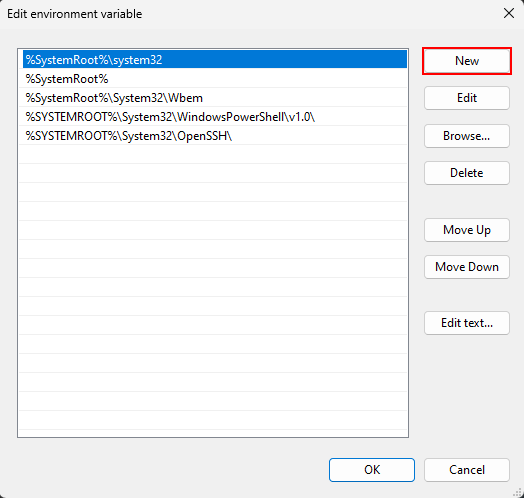 Edit environment variable
%SystemRoot%\system32
%SystemRoot%
%SystemRoot%\System32\Wbem
%SYSTEMROOT%\System32\WindowsPowerShell\v1.0\
%SYSTEMROOT%\System32\OpenSSH\
New
Edit
Browse...
Delete
Move Up
Move Down
Edit text...
OK
Cancel